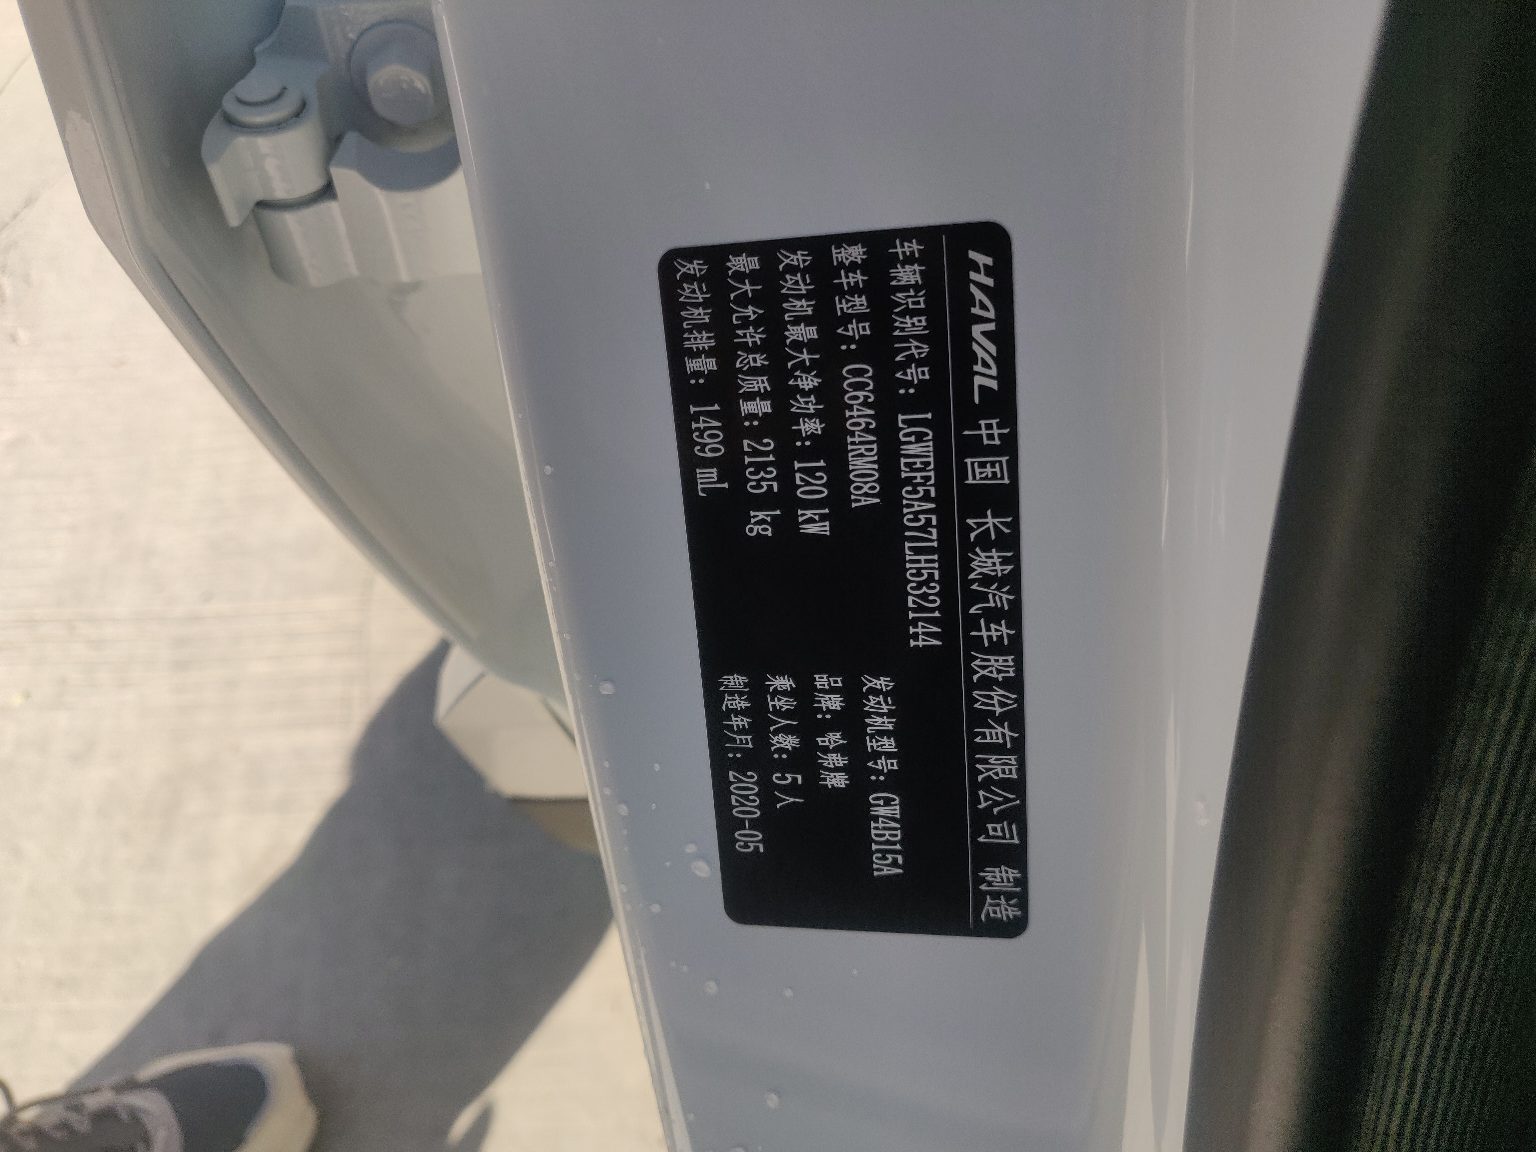 HAVAL 中国 长城汽车股份有限公司 制造
车辆识别代号: LGWEF5A57LH532144
整车型号: CC6464RM08A 发动机型号: GW4B15A
发动机最大净功率: 120 kW 品牌: 哈弗牌
最大允许总质量: 2135 kg 乘坐人数: 5人
发动机排量: 1499 mL 制造年月: 2020-05